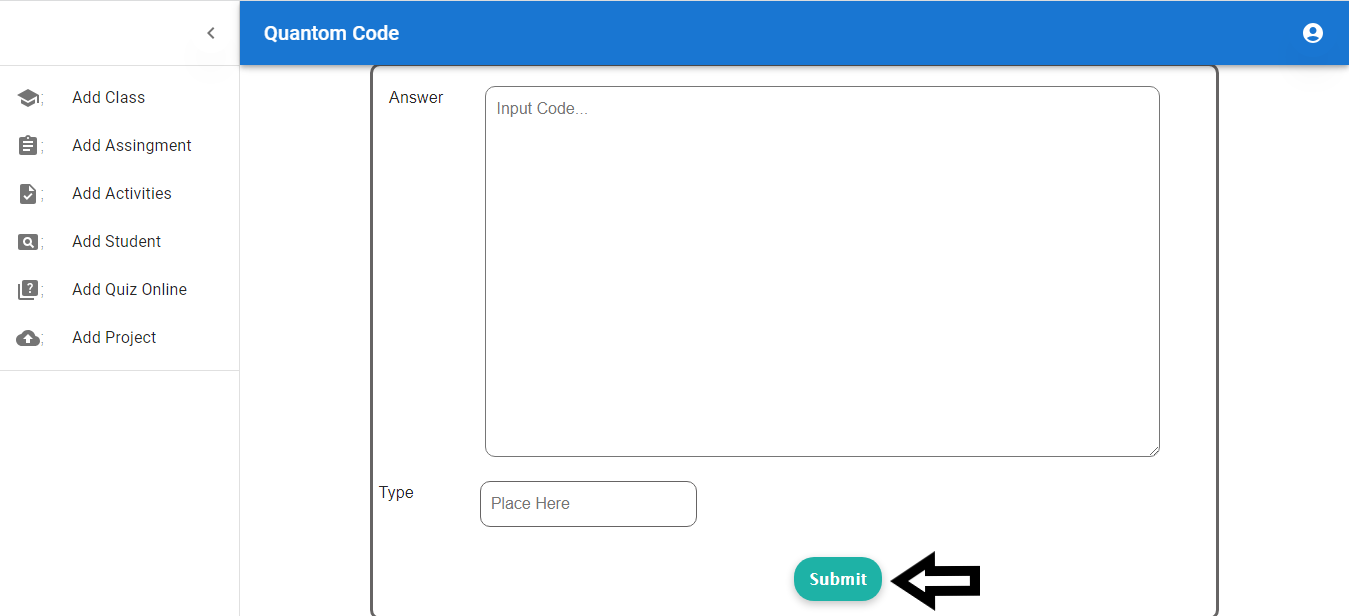 Quantom Code
Add Class
Add Assingment
Add Activities
Add Student
Add Quiz Online
Add Project
Answer
Input Code...
Type
Place Here
Submit